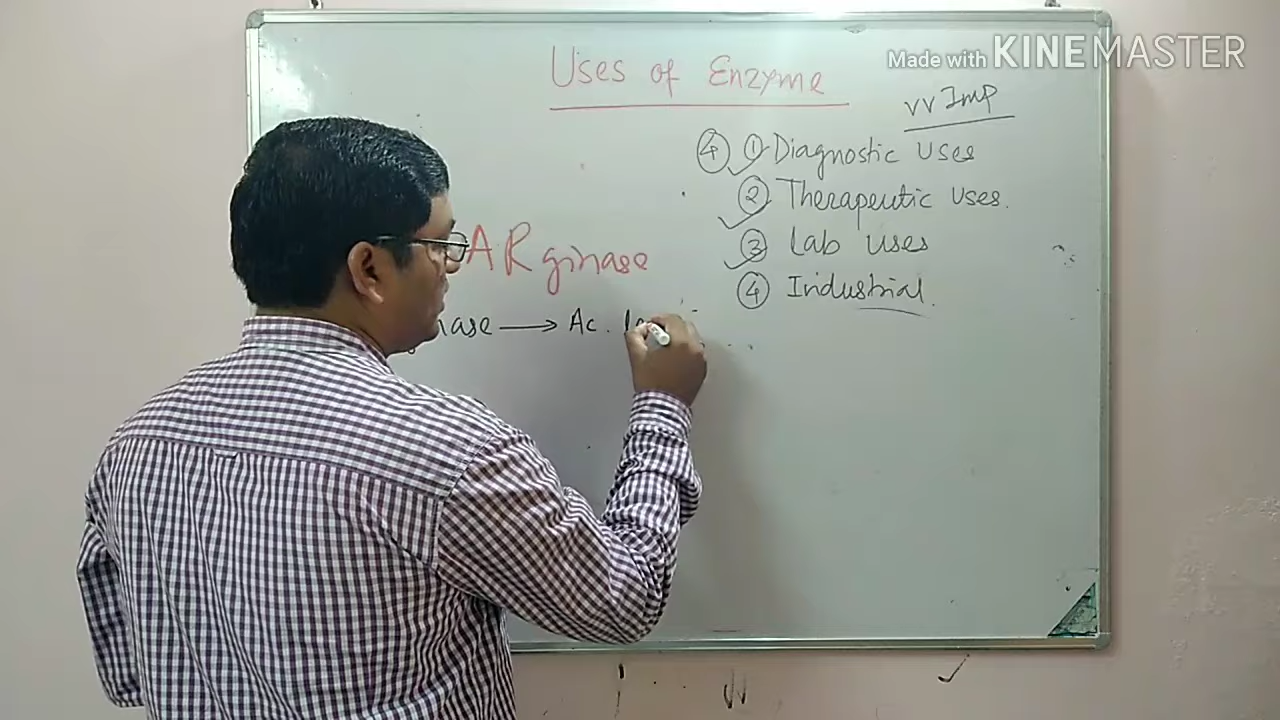 Made with KINEMASTER
Uses of Enzyme
VV Imp
④ ① Diagnostic uses
② Therapeutic uses.
③ Lab uses
④ Industrial.
ARginase
nase → Ac.